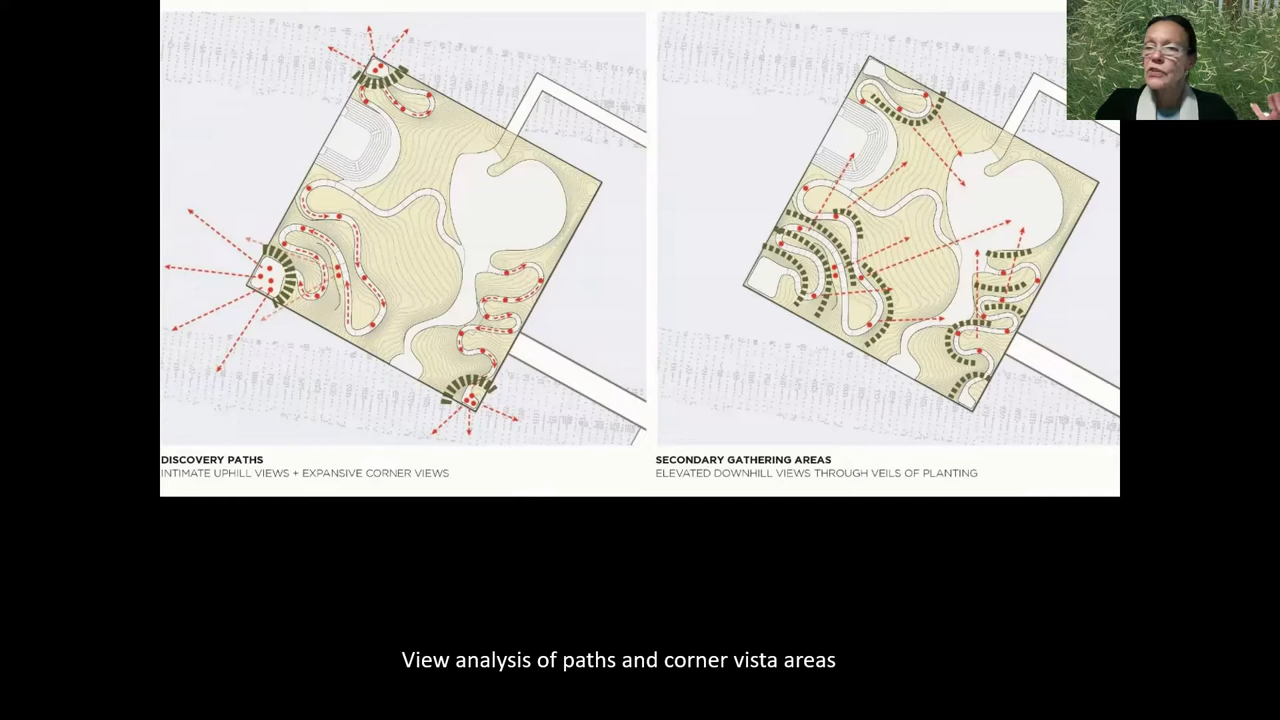 DISCOVERY PATHS
INTIMATE UPHILL VIEWS + EXPANSIVE CORNER VIEWS
SECONDARY GATHERING AREAS
ELEVATED DOWNHILL VIEWS THROUGH VEILS OF PLANTING
View analysis of paths and corner vista areas